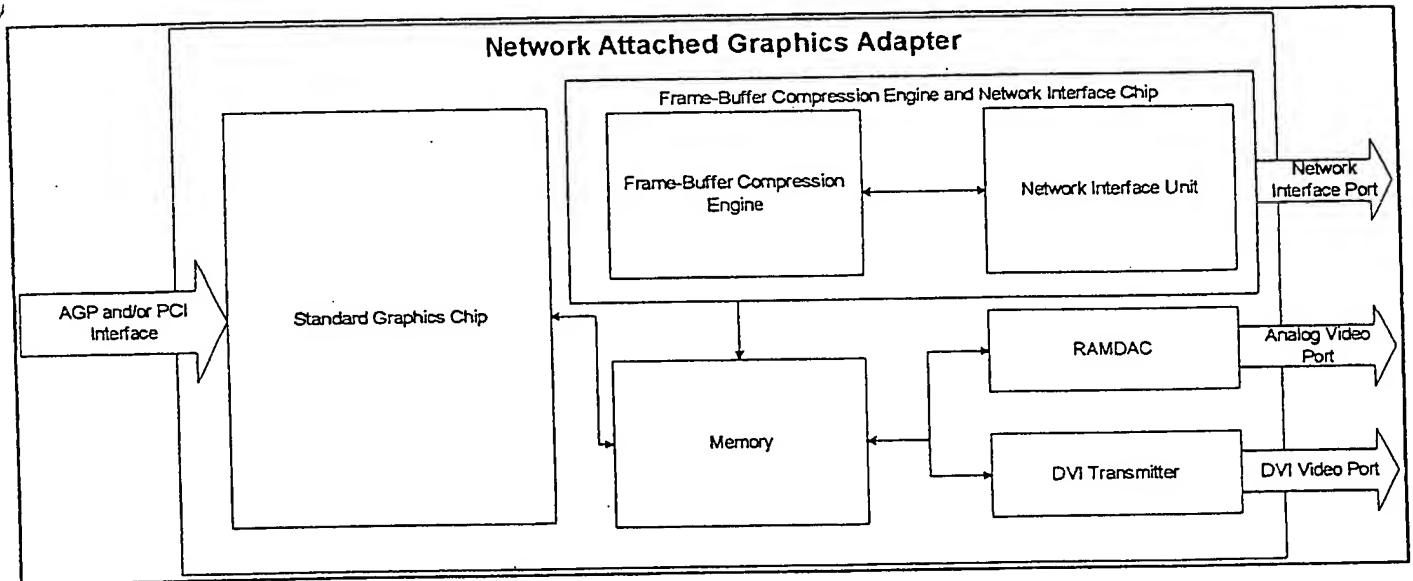 Network Attached Graphics Adapter
Frame-Buffer Compression Engine and Network Interface Chip
Frame-Buffer Compression
Engine
Network Interface Unit
Network
Interface Port
AGP and/or PCI
Interface
Standard Graphics Chip
RAMDAC
Analog Video
Port
Memory
DVI Transmitter
DVI Video Port